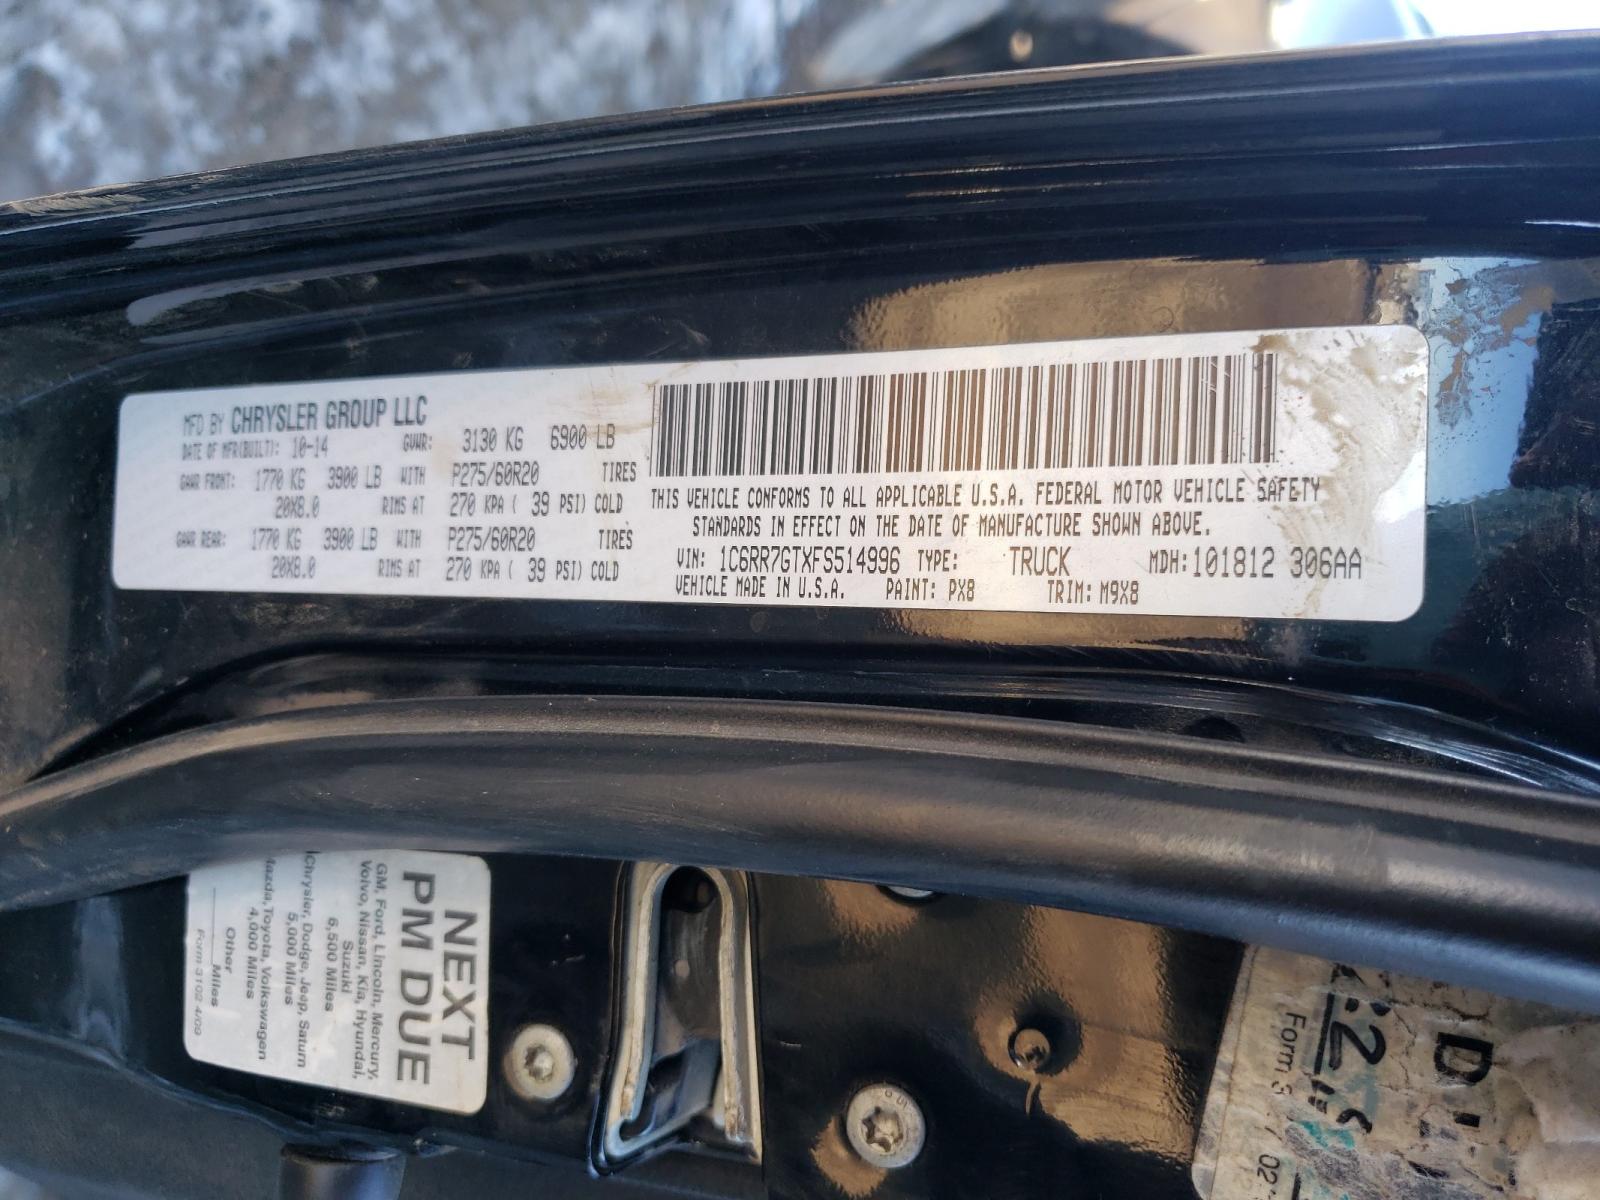 MFD BY CHRYSLER GROUP LLC
DATE OF MFR(BUILT): 10-14 GVWR: 3130 KG 6900 LB
GAWR FRONT: 1770 KG 3900 LB WITH P275/60R20 TIRES
20X8.0 RIMS AT 270 KPA ( 39 PSI) COLD
GAWR REAR: 1770 KG 3900 LB WITH P275/60R20 TIRES
20X8.0 RIMS AT 270 KPA ( 39 PSI) COLD
THIS VEHICLE CONFORMS TO ALL APPLICABLE U.S.A. FEDERAL MOTOR VEHICLE SAFETY
STANDARDS IN EFFECT ON THE DATE OF MANUFACTURE SHOWN ABOVE.
VIN: 1C6RR7GTXFS514996 TYPE: TRUCK MDH: 101812 306AA
VEHICLE MADE IN U.S.A. PAINT: PX8 TRIM: M9X8
NEXT
PM DUE
GM, Ford, Lincoln, Mercury,
Volvo, Nissan, Kia, Hyundai,
Suzuki
6,500 Miles
Chrysler, Dodge, Jeep, Saturn
5,000 Miles
Mazda, Toyota, Volkswagen
4,000 Miles
Other
Miles
Form 3102 4/09
Form